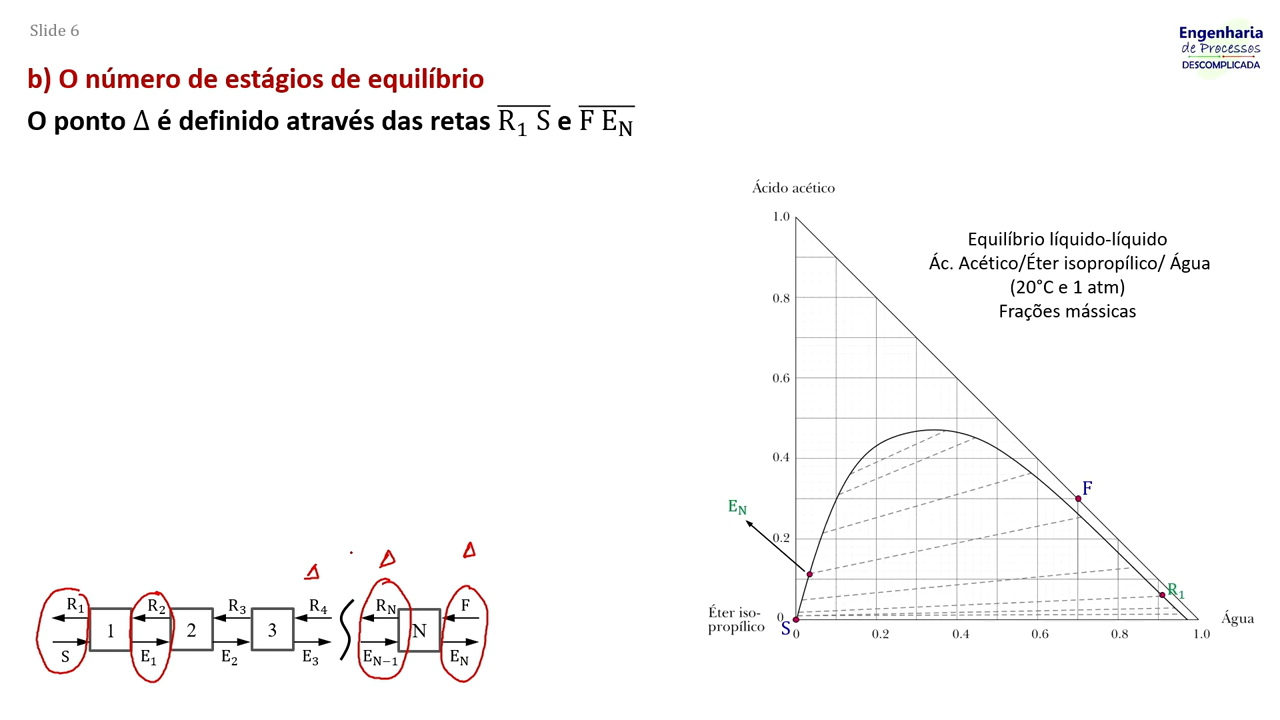 Slide 6
Engenharia
de Processos
DESCOMPLICADA
b) O número de estágios de equilíbrio
O ponto Δ é definido através das retas R₁ S e F E_N
Ácido acético
1.0
Equilíbrio líquido-líquido
Ác. Acético/Éter isopropílico/ Água
(20°C e 1 atm)
Frações mássicas
0.8
0.6
0.4
F
E_N
0.2
Δ Δ Δ
R₁ R₂ R₃ R₄ R_N F
1 2 3 N
S E₁ E₂ E₃ E_N−1 E_N
R₁
Éter iso-
propílico
0
S
0 0.2 0.4 0.6 0.8 1.0
Água